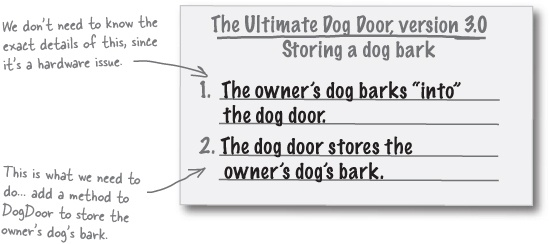 We don't need to know the
exact details of this, since
it's a hardware issue.
The Ultimate Dog Door, version 3.0
Storing a dog bark
1. The owner's dog barks "into"
the dog door.
2. The dog door stores the
owner's dog's bark.
This is what we need to
do... add a method to
DogDoor to store the
owner's dog's bark.